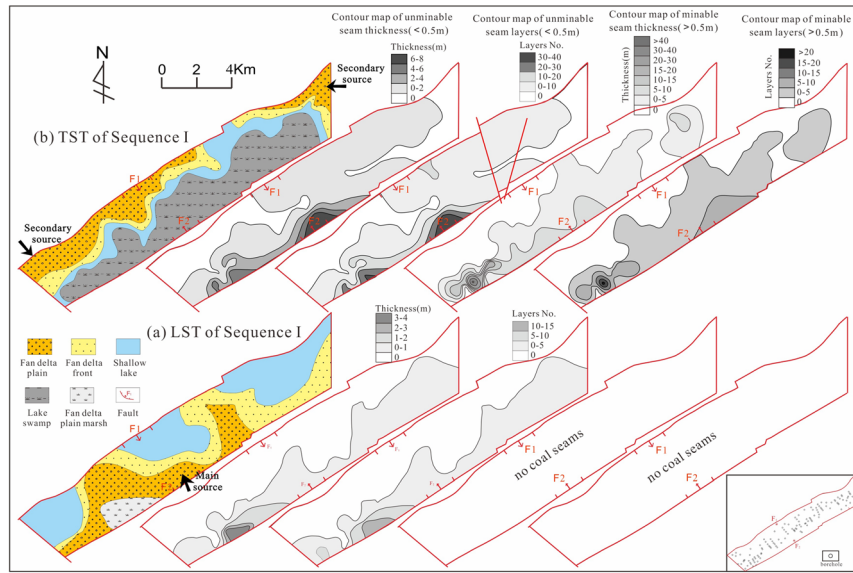 Contour map of unminable
seam thickness( < 0.5m)
Contour map of unminable
seam layers( < 0.5m)
Contour map of minable
seam thickness( > 0.5m)
Contour map of minable
seam layers( > 0.5m)
N
0 2 4Km
Thickness(m)
6-8
4-6
2-4
0-2
0
Layers No.
30-40
20-30
10-20
0-10
0
Thickness(m)
>40
30-40
20-30
15-20
10-15
5-10
0-5
0
Layers No.
>20
15-20
10-15
5-10
0-5
0
Secondary
source
(b) TST of Sequence I
F1
F1
F1
F1
F2
F2
F2
F2
F2
Secondary
source
(a) LST of Sequence I
Thickness(m)
3-4
2-3
1-2
0-1
0
Layers No.
10-15
5-10
0-5
0
Fan delta
plain
Fan delta
front
Shallow
lake
Lake
swamp
Fan delta
plain marsh
Fault
F1
Main
source
F1
F2
no coal seams
F1
F2
no coal seams
borehole